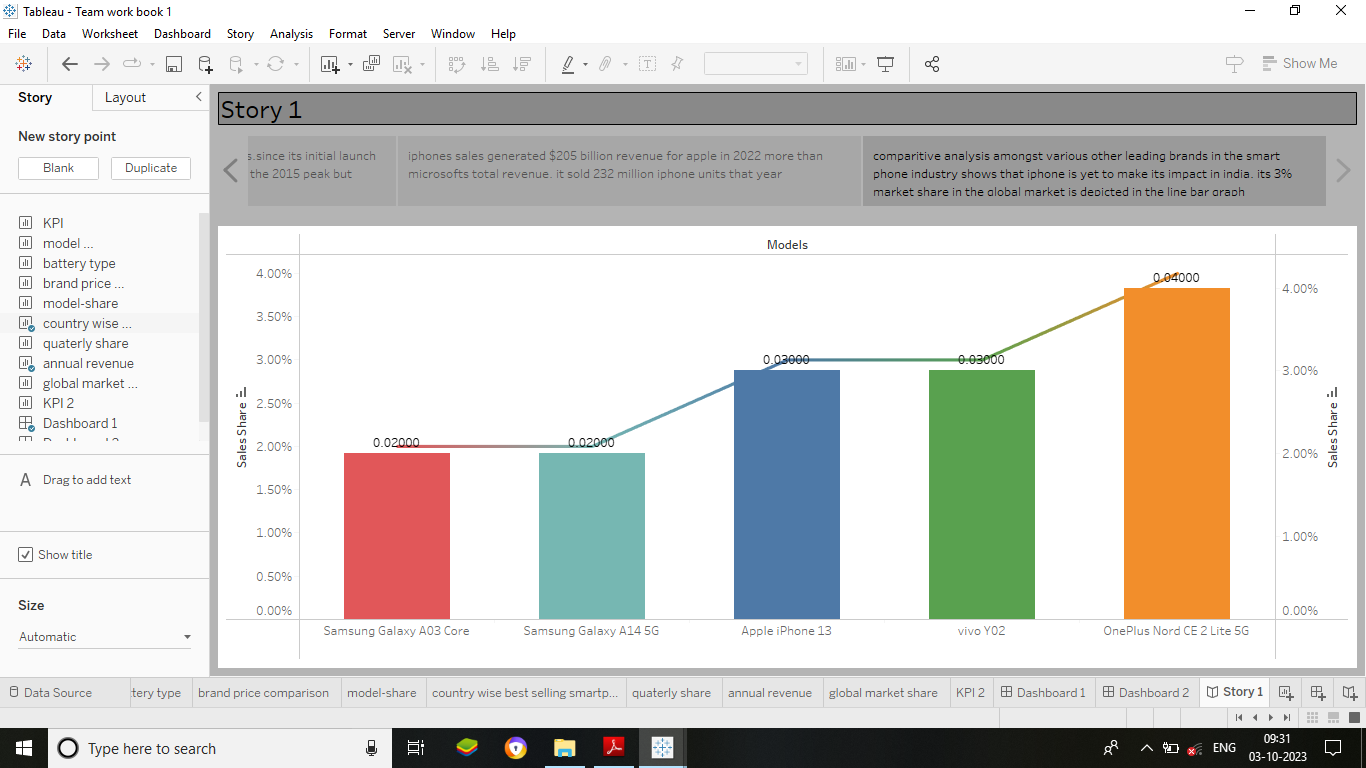 Tableau - Team work book 1
File Data Worksheet Dashboard Story Analysis Format Server Window Help
Show Me
Story Layout
New story point
Blank Duplicate
KPI
model ...
battery type
brand price ...
model-share
country wise ...
quaterly share
annual revenue
global market ...
KPI 2
Dashboard 1
A Drag to add text
Show title
Size
Automatic
Story 1
s.since its initial launch
the 2015 peak but
iphones sales generated $205 billion revenue for apple in 2022 more than
microsofts total revenue. it sold 232 million iphone units that year
comparitive analysis amongst various other leading brands in the smart
phone industry shows that iphone is yet to make its impact in india. its 3%
market share in the global market is depicted in the line bar graph
Models
Sales Share
4.00%
3.50%
3.00%
2.50%
2.00%
1.50%
1.00%
0.50%
0.00%
0.02000 0.02000 0.03000 0.03000 0.04000
4.00%
3.00%
2.00%
1.00%
0.00%
Sales Share
Samsung Galaxy A03 Core Samsung Galaxy A14 5G Apple iPhone 13 vivo Y02 OnePlus Nord CE 2 Lite 5G
Data Source tery type brand price comparison model-share country wise best selling smartp... quaterly share annual revenue global market share KPI 2 Dashboard 1 Dashboard 2 Story 1
Type here to search
ENG
09:31
03-10-2023